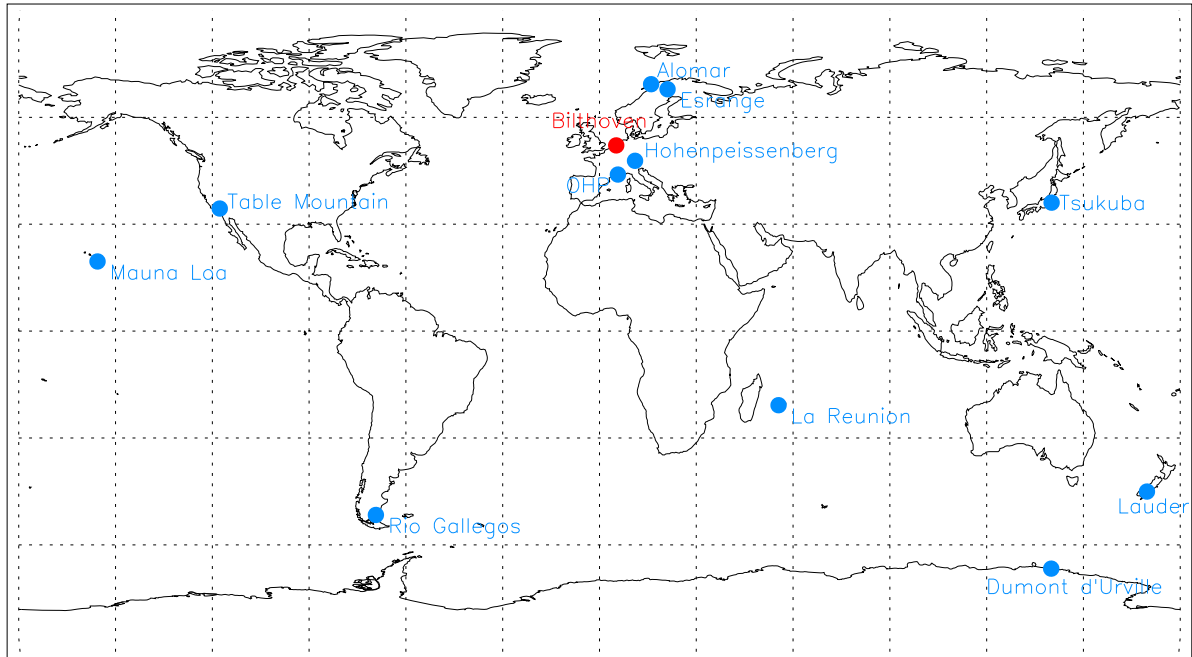 Alomar
Esrange
Bilthoven
Hohenpeissenberg
OHP
Table Mountain
Tsukuba
Mauna Loa
La Reunion
Lauder
Rio Gallegos
Dumont d'Urville